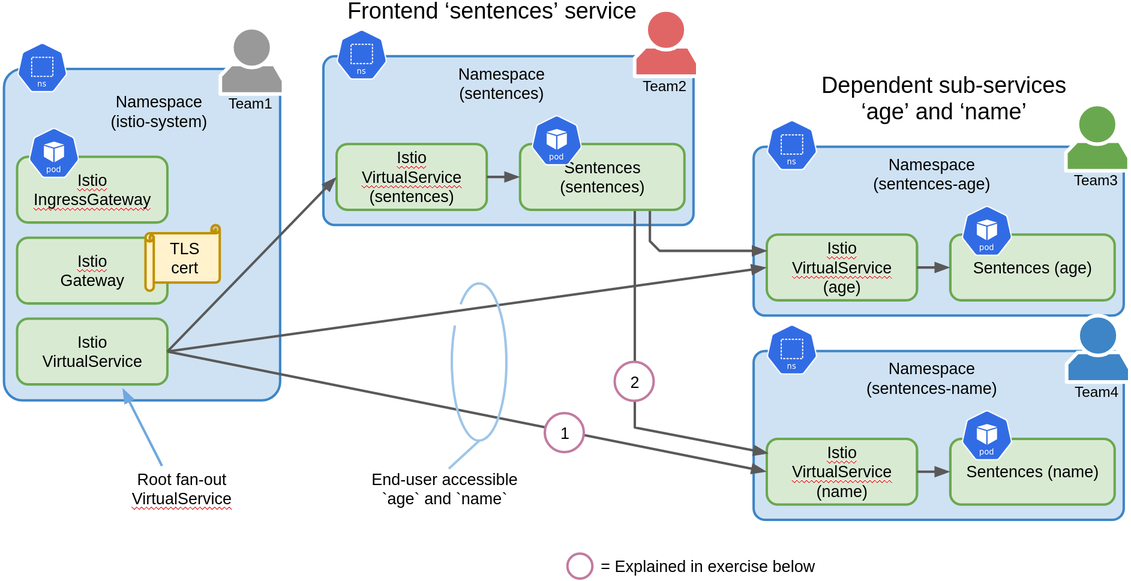 Frontend ‘sentences’ service
ns
Team1
Namespace
(istio-system)
pod
Istio
IngressGateway
Istio
Gateway
TLS
cert
Istio
VirtualService
Root fan-out
VirtualService
ns
Team2
Namespace
(sentences)
Istio
VirtualService
(sentences)
pod
Sentences
(sentences)
Dependent sub-services
‘age’ and ‘name’
ns
Team3
Namespace
(sentences-age)
Istio
VirtualService
(age)
pod
Sentences (age)
ns
Team4
Namespace
(sentences-name)
Istio
VirtualService
(name)
pod
Sentences (name)
2
1
End-user accessible
`age` and `name`
= Explained in exercise below